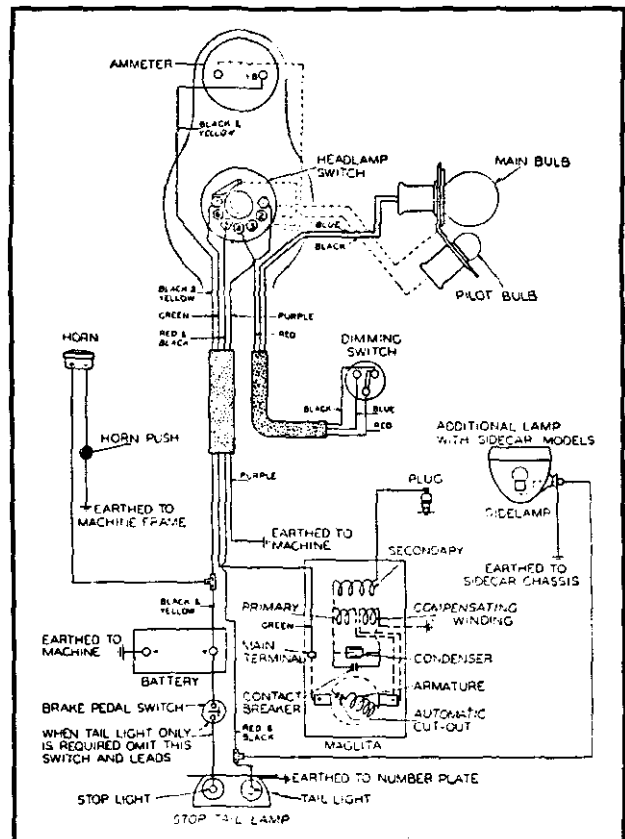 AMMETER
+B
BLACK &
YELLOW
HEADLAMP
SWITCH
MAIN BULB
BLUE
BLACK
PILOT BULB
BLACK &
YELLOW
GREEN
PURPLE
RED &
BLACK
RED
HORN
DIMMING
SWITCH
BLACK
BLUE
RED
HORN PUSH
ADDITIONAL LAMP
WITH SIDECAR MODELS
PURPLE
PLUG
SIDELAMP
EARTHED TO
MACHINE FRAME
EARTHED TO
MACHINE
SECONDARY
EARTHED TO
SIDECAR CHASSIS
BLACK &
YELLOW
PRIMARY
COMPENSATING
WINDING
GREEN
EARTHED TO
MACHINE
MAIN
TERMINAL
CONDENSER
BATTERY
CONTACT
BREAKER
ARMATURE
BRAKE PEDAL SWITCH
AUTOMATIC
CUT-OUT
WHEN TAIL LIGHT ONLY
IS REQUIRED OMIT THIS
SWITCH AND LEADS
RED &
BLACK
MAGLITA
EARTHED TO NUMBER PLATE
STOP LIGHT
TAIL LIGHT
STOP TAIL LAMP